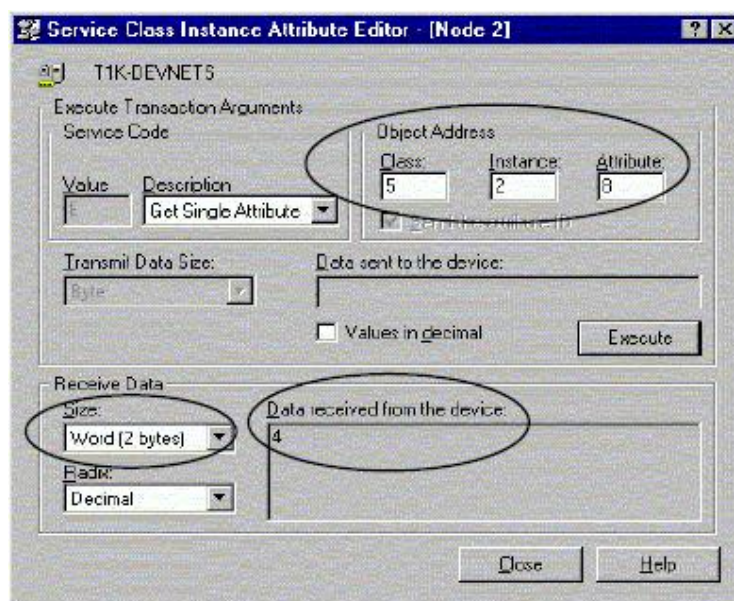 Service Class Instance Attribute Editor - [Node 2]
T1K-DEVNETS
Execute Transaction Arguments
Service Code
Object Address
Class: Instance: Attribute:
5 2 8
Value Description
E Get Single Attribute
Transmit Data Size:
Data sent to the device:
Byte
Values in decimal
Execute
Receive Data
Size:
Data received from the device:
Word (2 bytes)
4
Radix:
Decimal
Close
Help